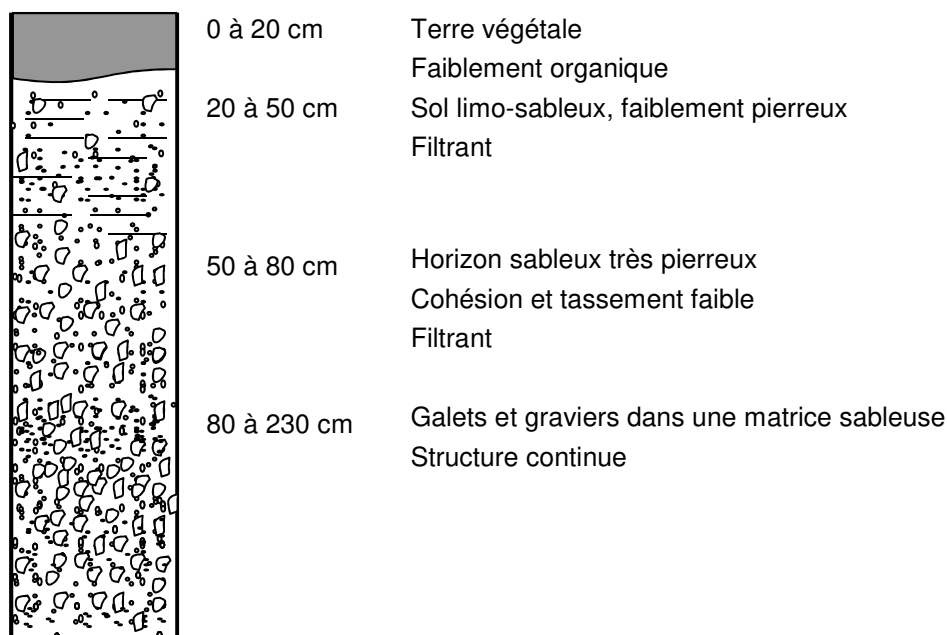 0 à 20 cm Terre végétale
Faiblement organique
20 à 50 cm Sol limo-sableux, faiblement pierreux
Filtrant
50 à 80 cm Horizon sableux très pierreux
Cohésion et tassement faible
Filtrant
80 à 230 cm Galets et graviers dans une matrice sableuse
Structure continue